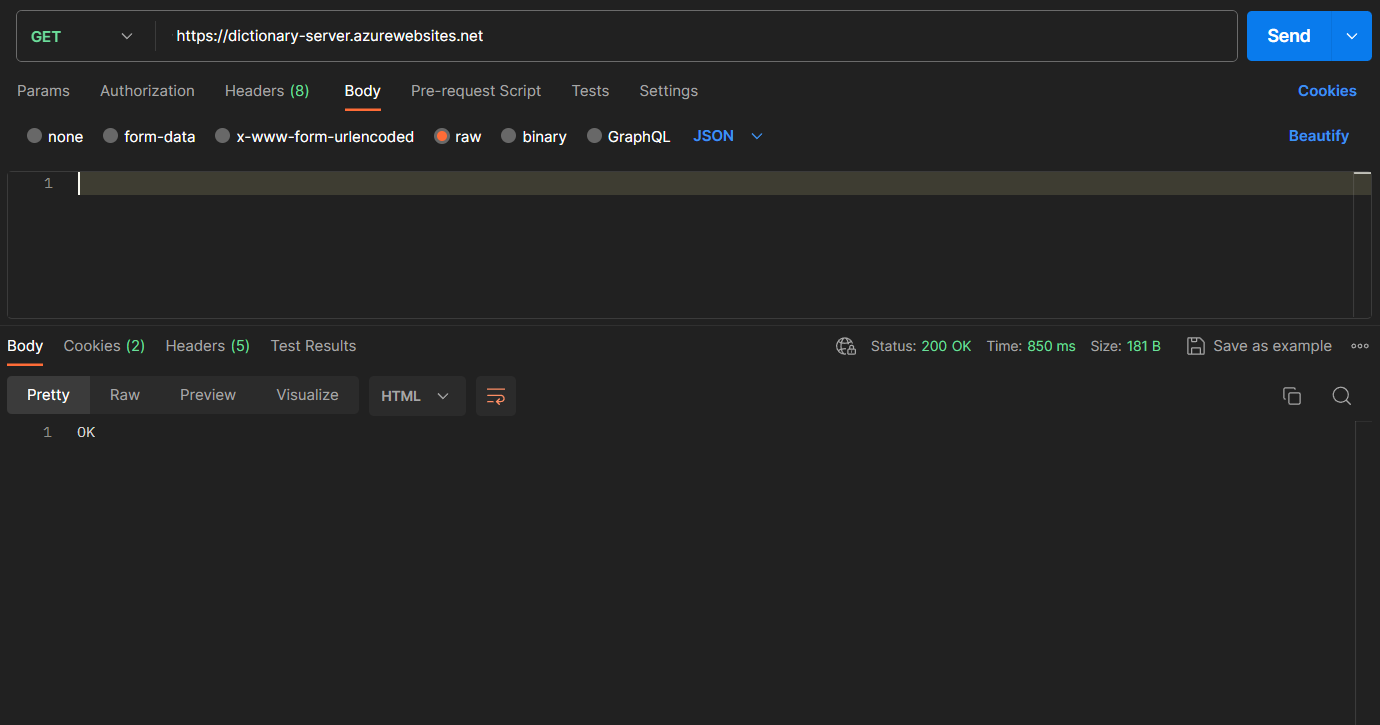 GET https://dictionary-server.azurewebsites.net Send
Params Authorization Headers (8) Body Pre-request Script Tests Settings Cookies
none form-data x-www-form-urlencoded raw binary GraphQL JSON Beautify
1
Body Cookies (2) Headers (5) Test Results Status: 200 OK Time: 850 ms Size: 181 B Save as example
Pretty Raw Preview Visualize HTML
1 OK